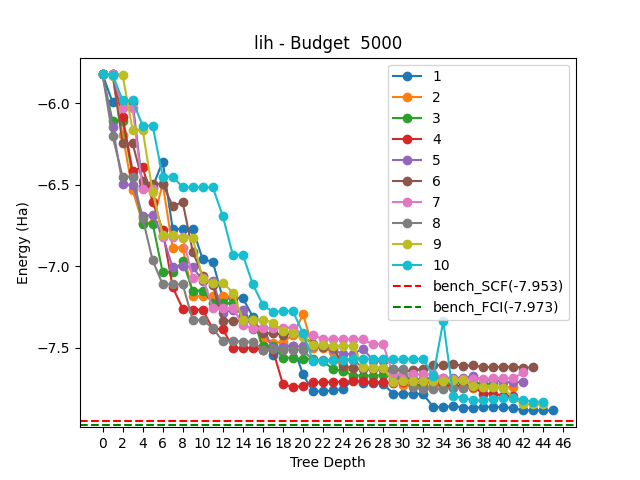 lih - Budget  5000
Energy (Ha)
−6.0
−6.5
−7.0
−7.5
1
2
3
4
5
6
7
8
9
10
bench_SCF(-7.953)
bench_FCI(-7.973)
0 2 4 6 8 10 12 14 16 18 20 22 24 26 28 30 32 34 36 38 40 42 44 46
Tree Depth